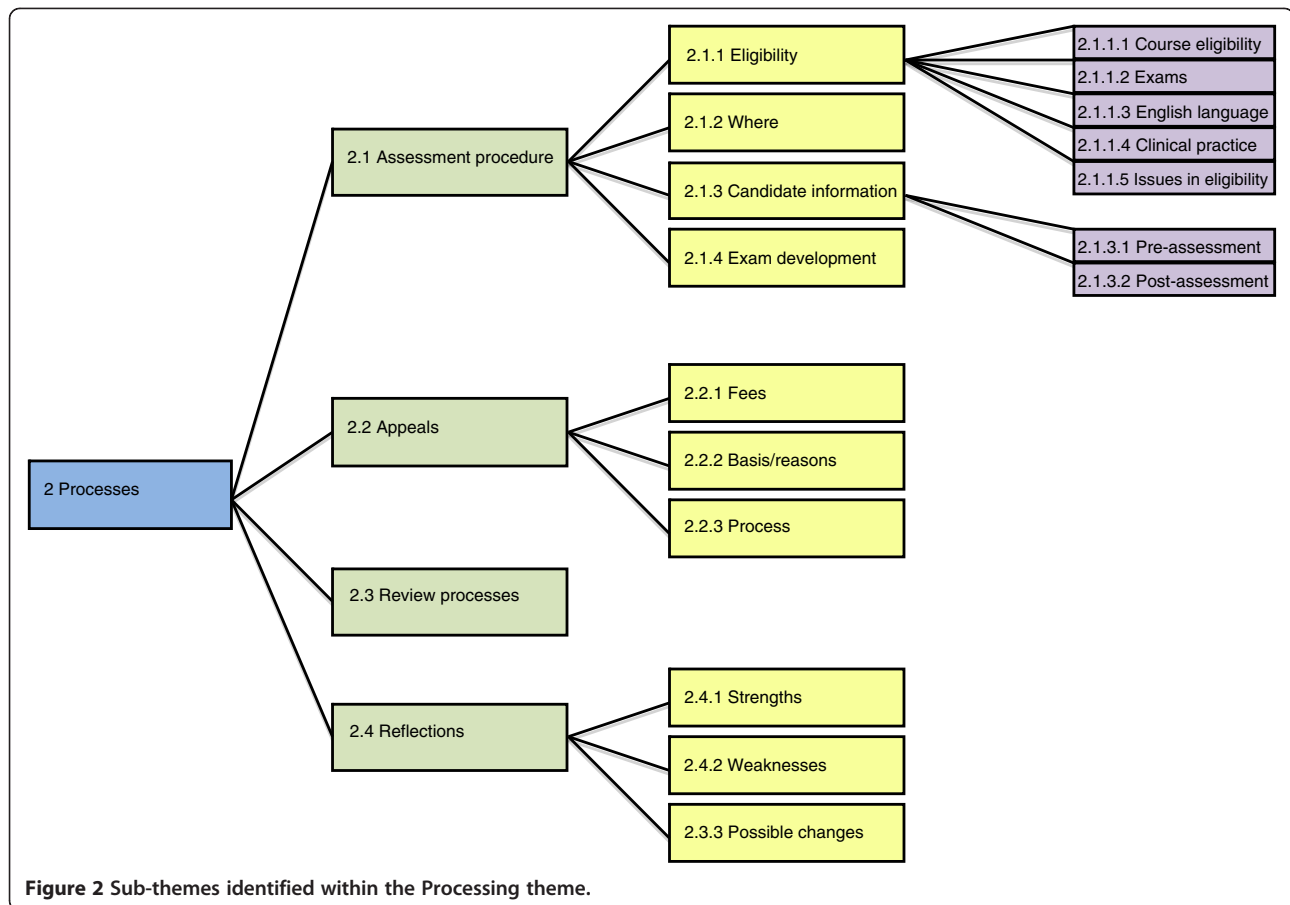 2 Processes
2.1 Assessment procedure
2.1.1 Eligibility
2.1.1.1 Course eligibility
2.1.1.2 Exams
2.1.1.3 English language
2.1.1.4 Clinical practice
2.1.1.5 Issues in eligibility
2.1.2 Where
2.1.3 Candidate information
2.1.3.1 Pre-assessment
2.1.3.2 Post-assessment
2.1.4 Exam development
2.2 Appeals
2.2.1 Fees
2.2.2 Basis/reasons
2.2.3 Process
2.3 Review processes
2.4 Reflections
2.4.1 Strengths
2.4.2 Weaknesses
2.3.3 Possible changes
Figure 2 Sub-themes identified within the Processing theme.